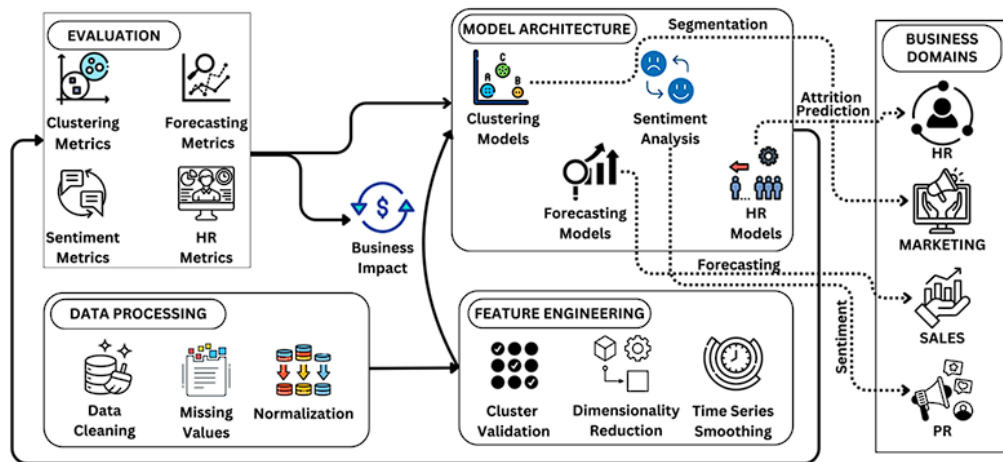 EVALUATION
Clustering
Metrics
Forecasting
Metrics
Sentiment
Metrics
HR
Metrics
Business
Impact
MODEL ARCHITECTURE
A
C
B
Clustering
Models
Sentiment
Analysis
Forecasting
Models
HR
Models
Segmentation
Attrition
Prediction
Forecasting
Sentiment
BUSINESS
DOMAINS
HR
MARKETING
SALES
PR
DATA PROCESSING
Data
Cleaning
Missing
Values
Normalization
FEATURE ENGINEERING
Cluster
Validation
Dimensionality
Reduction
Time Series
Smoothing
$